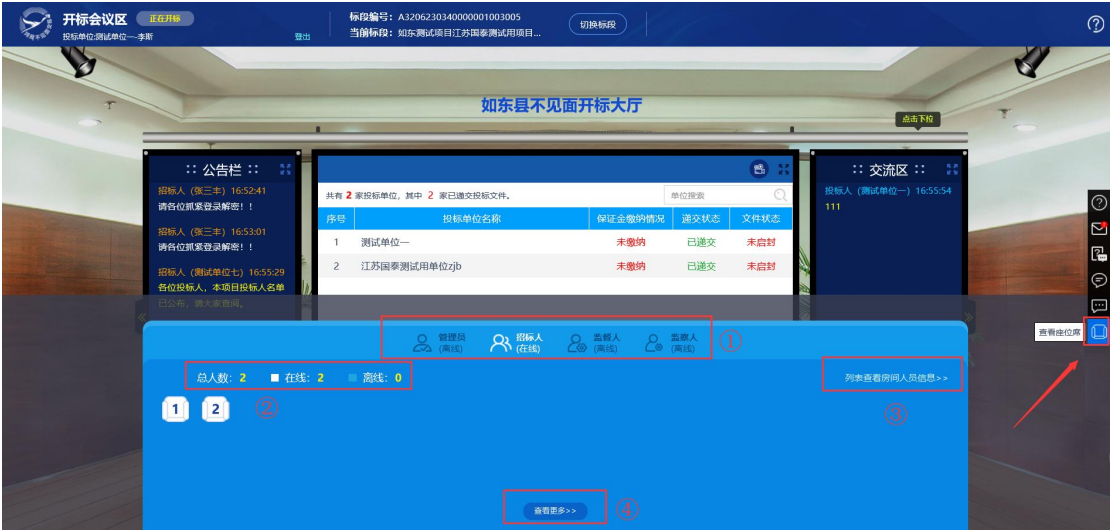 开标会议区 正在开标
投标单位:测试单位一--李斯 登出
标段编号：A3206230340000001003005
当前标段：如东测试项目江苏国泰测试用项目...
切换标段
如东县不见面开标大厅
点击下拉
:: 公告栏 ::
招标人（张三丰）16:52:41
请各位抓紧登录解密！！
招标人（张三丰）16:53:01
请各位抓紧登录解密！！
招标人（测试单位七）16:55:29
各位投标人，本项目投标人名单
已公布，请大家查阅。
共有 2 家投标单位，其中 2 家已递交投标文件。
单位搜索
序号 投标单位名称 保证金缴纳情况 递交状态 文件状态
1 测试单位一 未缴纳 已递交 未启封
2 江苏国泰测试用单位zjb 未缴纳 已递交 未启封
:: 交流区 ::
投标人（测试单位一）16:55:54
111
查看座位席
管理员
(离线)
招标人
(在线)
监督人
(离线)
监察人
(离线)
①
总人数：2 在线：2 离线：0
②
列表查看房间人员信息>>
③
1 2
查看更多>>
④